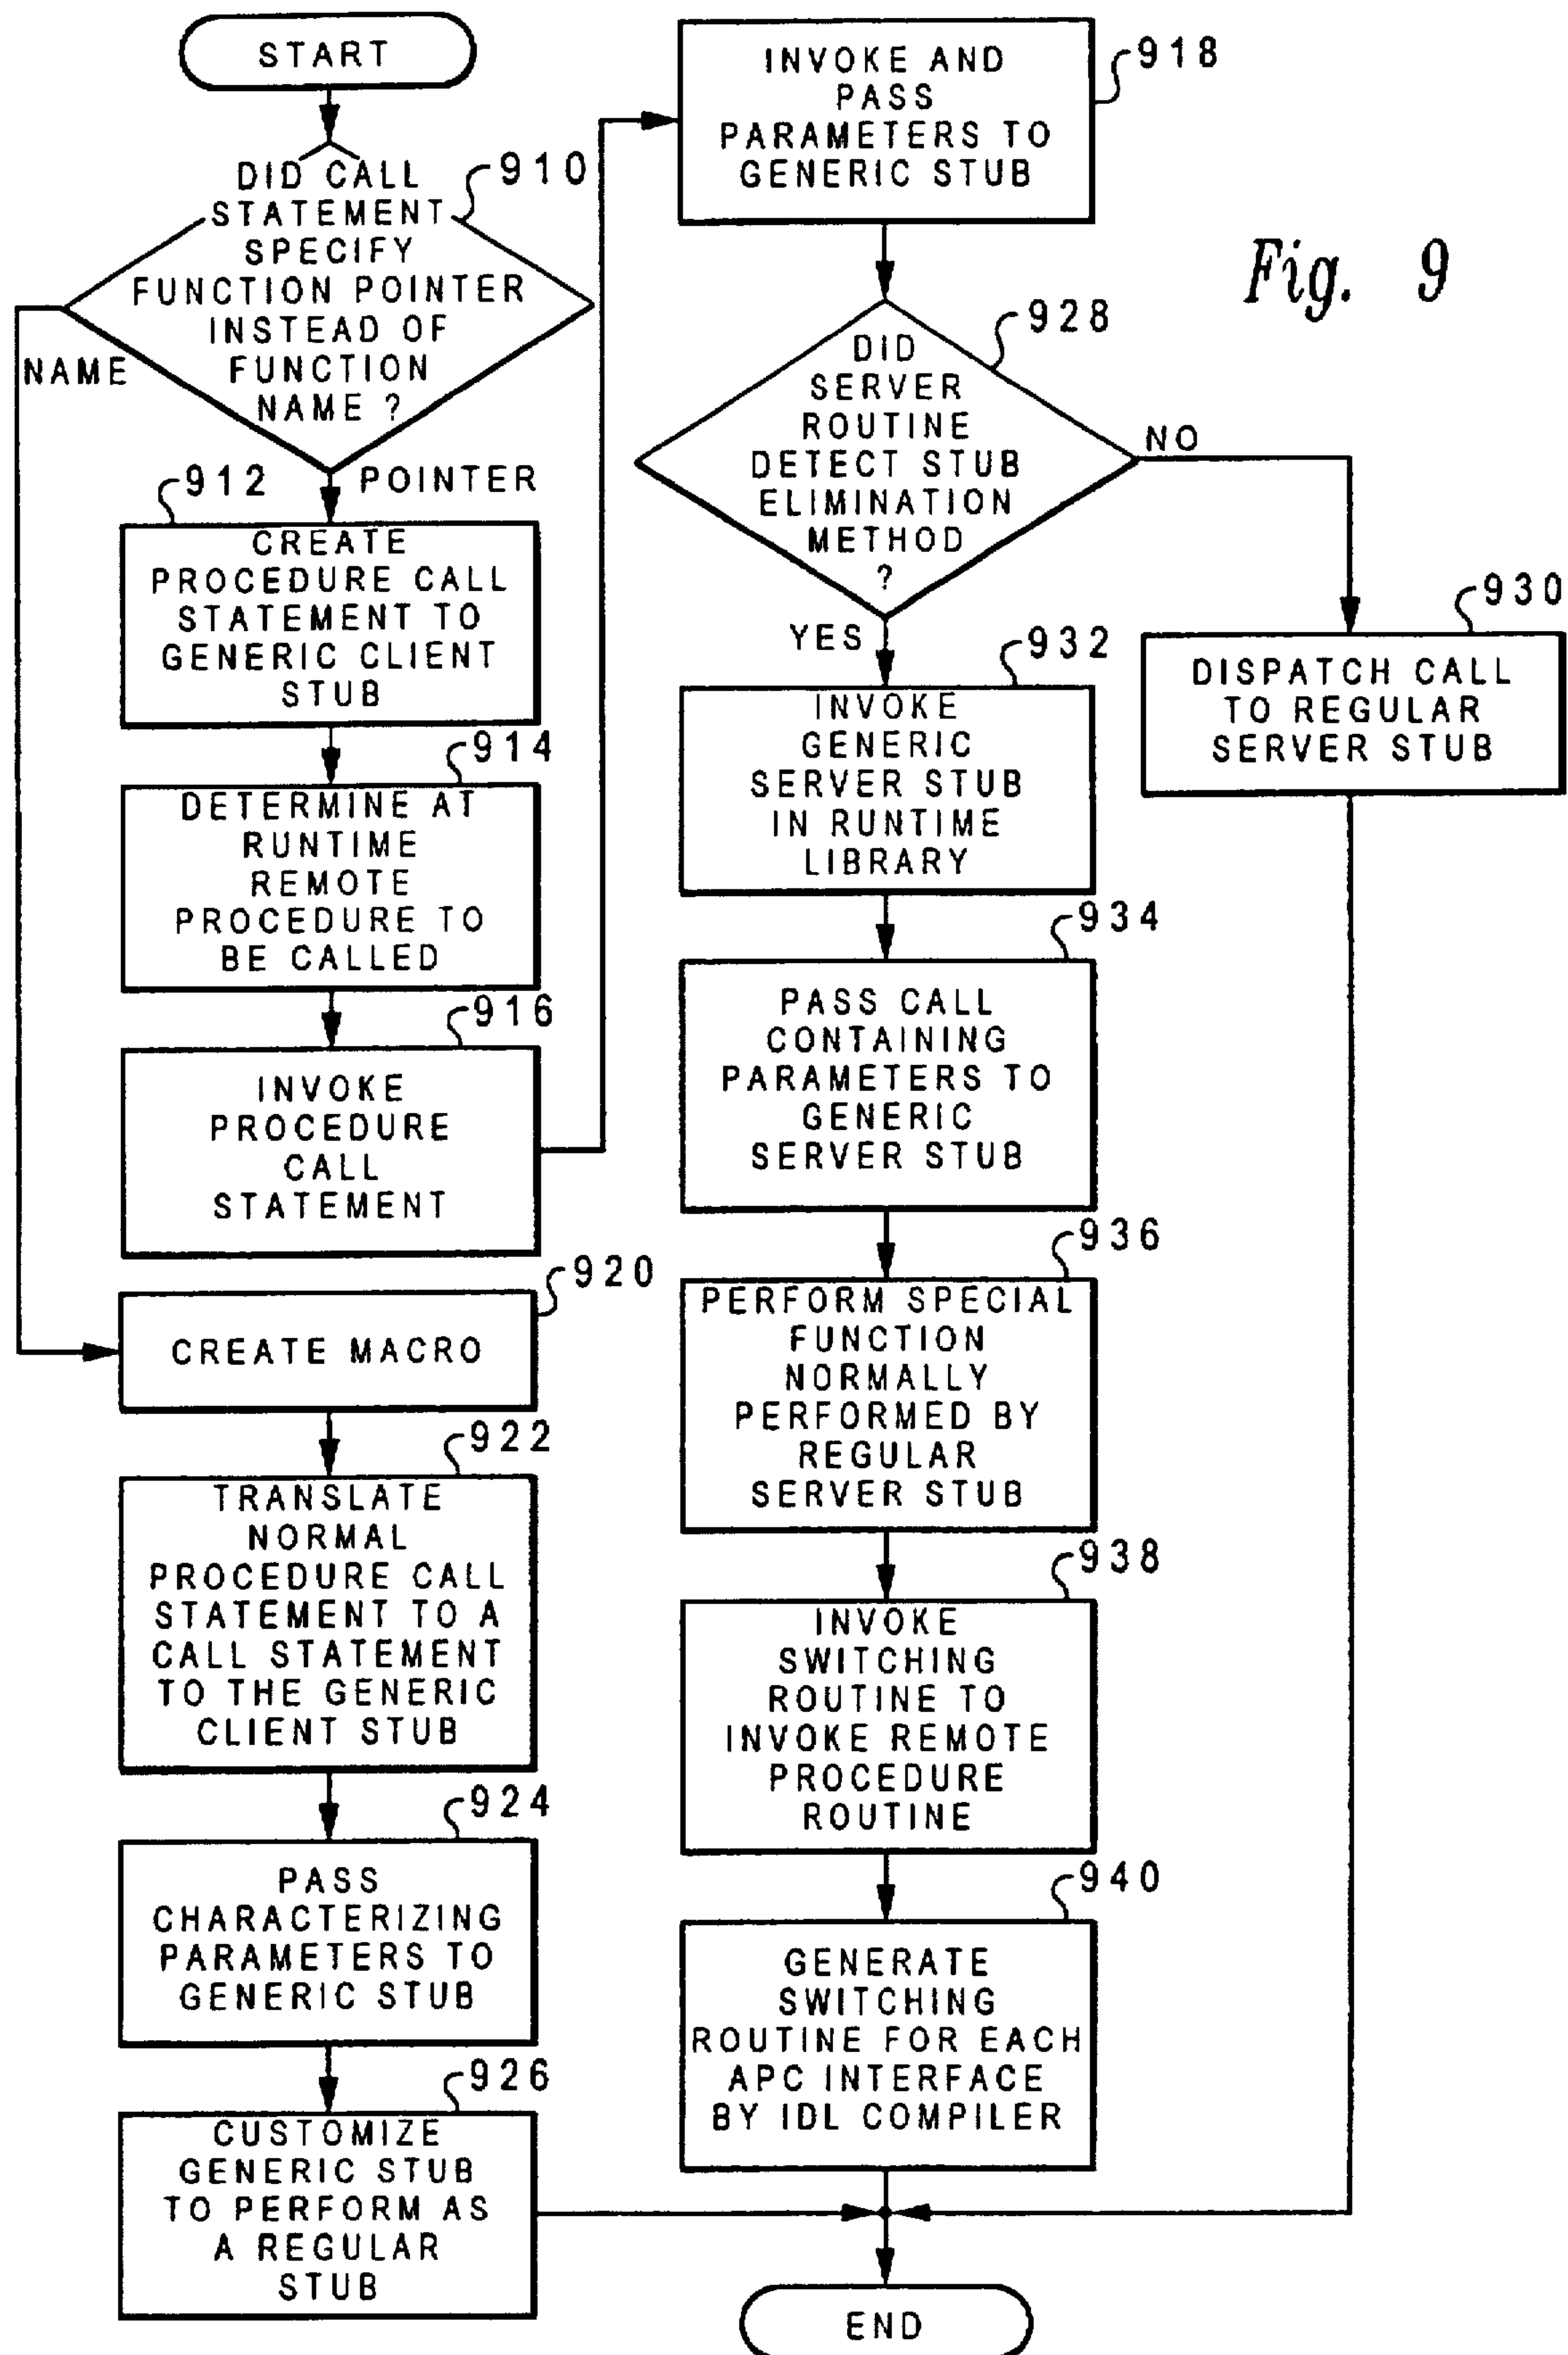 START
910
DID CALL
STATEMENT
SPECIFY
FUNCTION POINTER
INSTEAD OF
FUNCTION
NAME ?
NAME
POINTER
912
CREATE
PROCEDURE CALL
STATEMENT TO
GENERIC CLIENT
STUB
914
DETERMINE AT
RUNTIME
REMOTE
PROCEDURE TO
BE CALLED
916
INVOKE
PROCEDURE
CALL
STATEMENT
920
CREATE MACRO
922
TRANSLATE
NORMAL
PROCEDURE CALL
STATEMENT TO A
CALL STATEMENT
TO THE GENERIC
CLIENT STUB
924
PASS
CHARACTERIZING
PARAMETERS TO
GENERIC STUB
926
CUSTOMIZE
GENERIC STUB
TO PERFORM AS
A REGULAR
STUB
918
INVOKE AND
PASS
PARAMETERS TO
GENERIC STUB
Fig. 9
928
DID
SERVER
ROUTINE
DETECT STUB
ELIMINATION
METHOD
?
NO
YES
930
DISPATCH CALL
TO REGULAR
SERVER STUB
932
INVOKE
GENERIC
SERVER STUB
IN RUNTIME
LIBRARY
934
PASS CALL
CONTAINING
PARAMETERS TO
GENERIC
SERVER STUB
936
PERFORM SPECIAL
FUNCTION
NORMALLY
PERFORMED BY
REGULAR
SERVER STUB
938
INVOKE
SWITCHING
ROUTINE TO
INVOKE REMOTE
PROCEDURE
ROUTINE
940
GENERATE
SWITCHING
ROUTINE FOR EACH
APC INTERFACE
BY IDL COMPILER
END